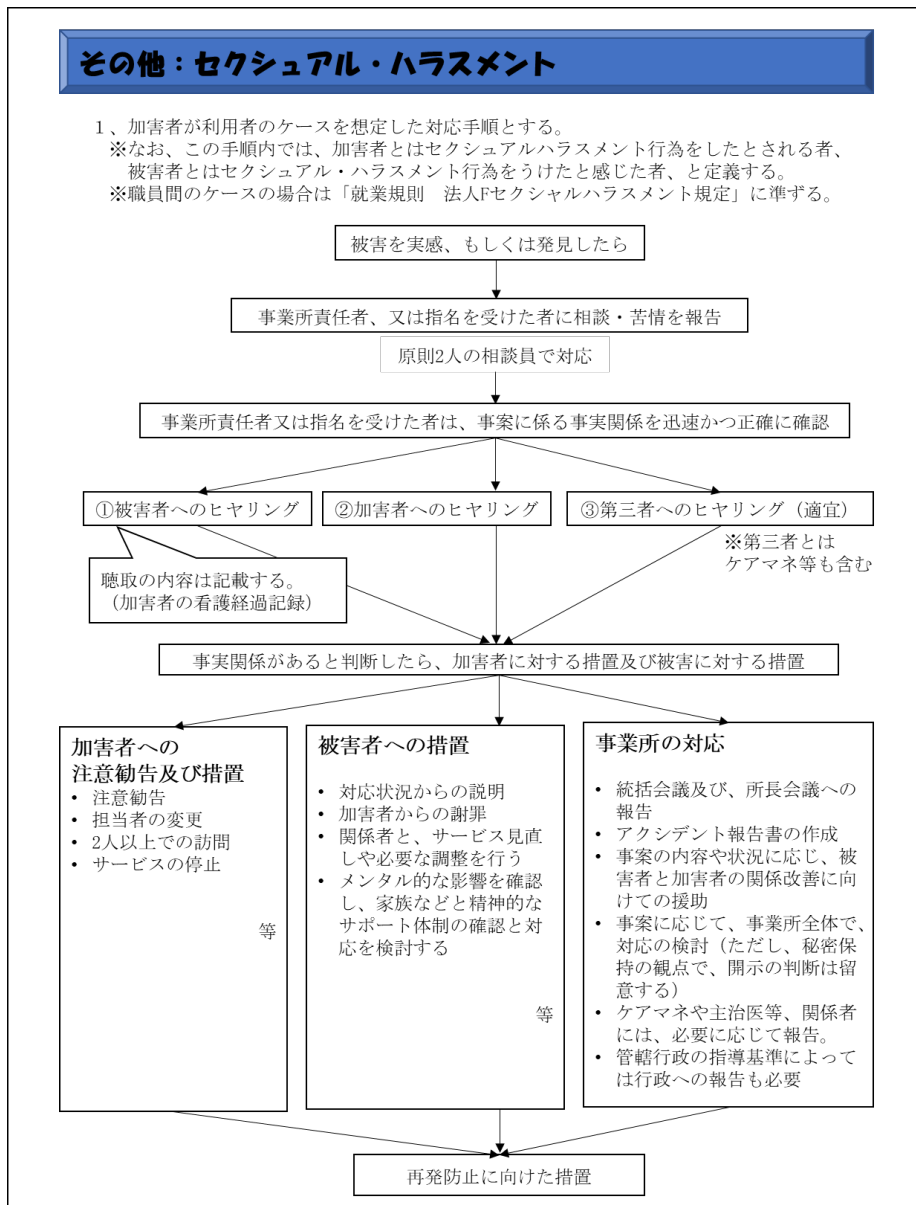 その他：セクシュアル・ハラスメント
１、加害者が利用者のケースを想定した対応手順とする。
※なお、この手順内では、加害者とはセクシュアルハラスメント行為をしたとされる者、
被害者とはセクシュアル・ハラスメント行為をうけたと感じた者、と定義する。
※職員間のケースの場合は「就業規則　法人Fセクシャルハラスメント規定」に準ずる。
被害を実感、もしくは発見したら
事業所責任者、又は指名を受けた者に相談・苦情を報告
原則2人の相談員で対応
事業所責任者又は指名を受けた者は、事案に係る事実関係を迅速かつ正確に確認
①被害者へのヒヤリング
②加害者へのヒヤリング
③第三者へのヒヤリング（適宜）
※第三者とは
ケアマネ等も含む
聴取の内容は記載する。
（加害者の看護経過記録）
事実関係があると判断したら、加害者に対する措置及び被害に対する措置
加害者への
注意勧告及び措置
• 注意勧告
• 担当者の変更
• 2人以上での訪問
• サービスの停止
等
被害者への措置
• 対応状況からの説明
• 加害者からの謝罪
• 関係者と、サービス見直
しや必要な調整を行う
• メンタル的な影響を確認
し、家族などと精神的な
サポート体制の確認と対
応を検討する
等
事業所の対応
• 統括会議及び、所長会議への
報告
• アクシデント報告書の作成
• 事案の内容や状況に応じ、被
害者と加害者の関係改善に向
けての援助
• 事案に応じて、事業所全体で、
対応の検討（ただし、秘密保
持の観点で、開示の判断は留
意する）
• ケアマネや主治医等、関係者
には、必要に応じて報告。
• 管轄行政の指導基準によって
は行政への報告も必要
再発防止に向けた措置